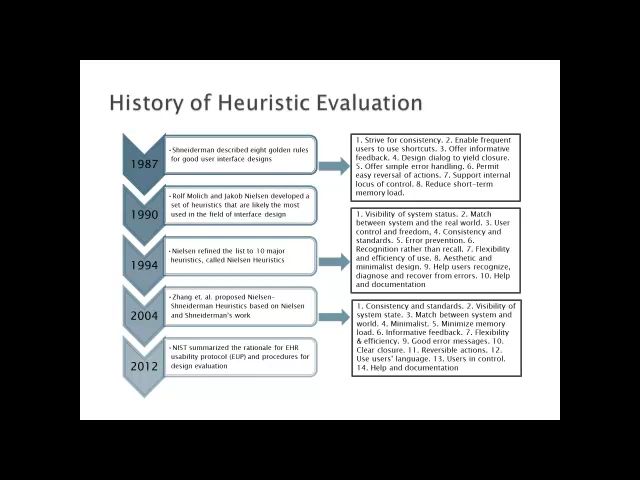 History of Heuristic Evaluation
1987
• Shneiderman described eight golden rules
for good user interface designs
1. Strive for consistency. 2. Enable frequent
users to use shortcuts. 3. Offer informative
feedback. 4. Design dialog to yield closure.
5. Offer simple error handling. 6. Permit
easy reversal of actions. 7. Support internal
locus of control. 8. Reduce short-term
memory load.
1990
• Rolf Molich and Jakob Nielsen developed a
set of heuristics that are likely the most
used in the field of interface design
1994
• Nielsen refined the list to 10 major
heuristics, called Nielsen Heuristics
1. Visibility of system status. 2. Match
between system and the real world. 3. User
control and freedom, 4. Consistency and
standards. 5. Error prevention. 6.
Recognition rather than recall. 7. Flexibility
and efficiency of use. 8. Aesthetic and
minimalist design. 9. Help users recognize,
diagnose and recover from errors. 10. Help
and documentation
2004
• Zhang et. al. proposed Nielsen-
Shneiderman Heuristics based on Nielsen
and Shneiderman's work
1. Consistency and standards. 2. Visibility of
system state. 3. Match between system and
world. 4. Minimalist. 5. Minimize memory
load. 6. Informative feedback. 7. Flexibility
& efficiency. 9. Good error messages. 10.
Clear closure. 11. Reversible actions. 12.
Use users' language. 13. Users in control.
14. Help and documentation
2012
• NIST summarized the rationale for EHR
usability protocol (EUP) and procedures for
design evaluation